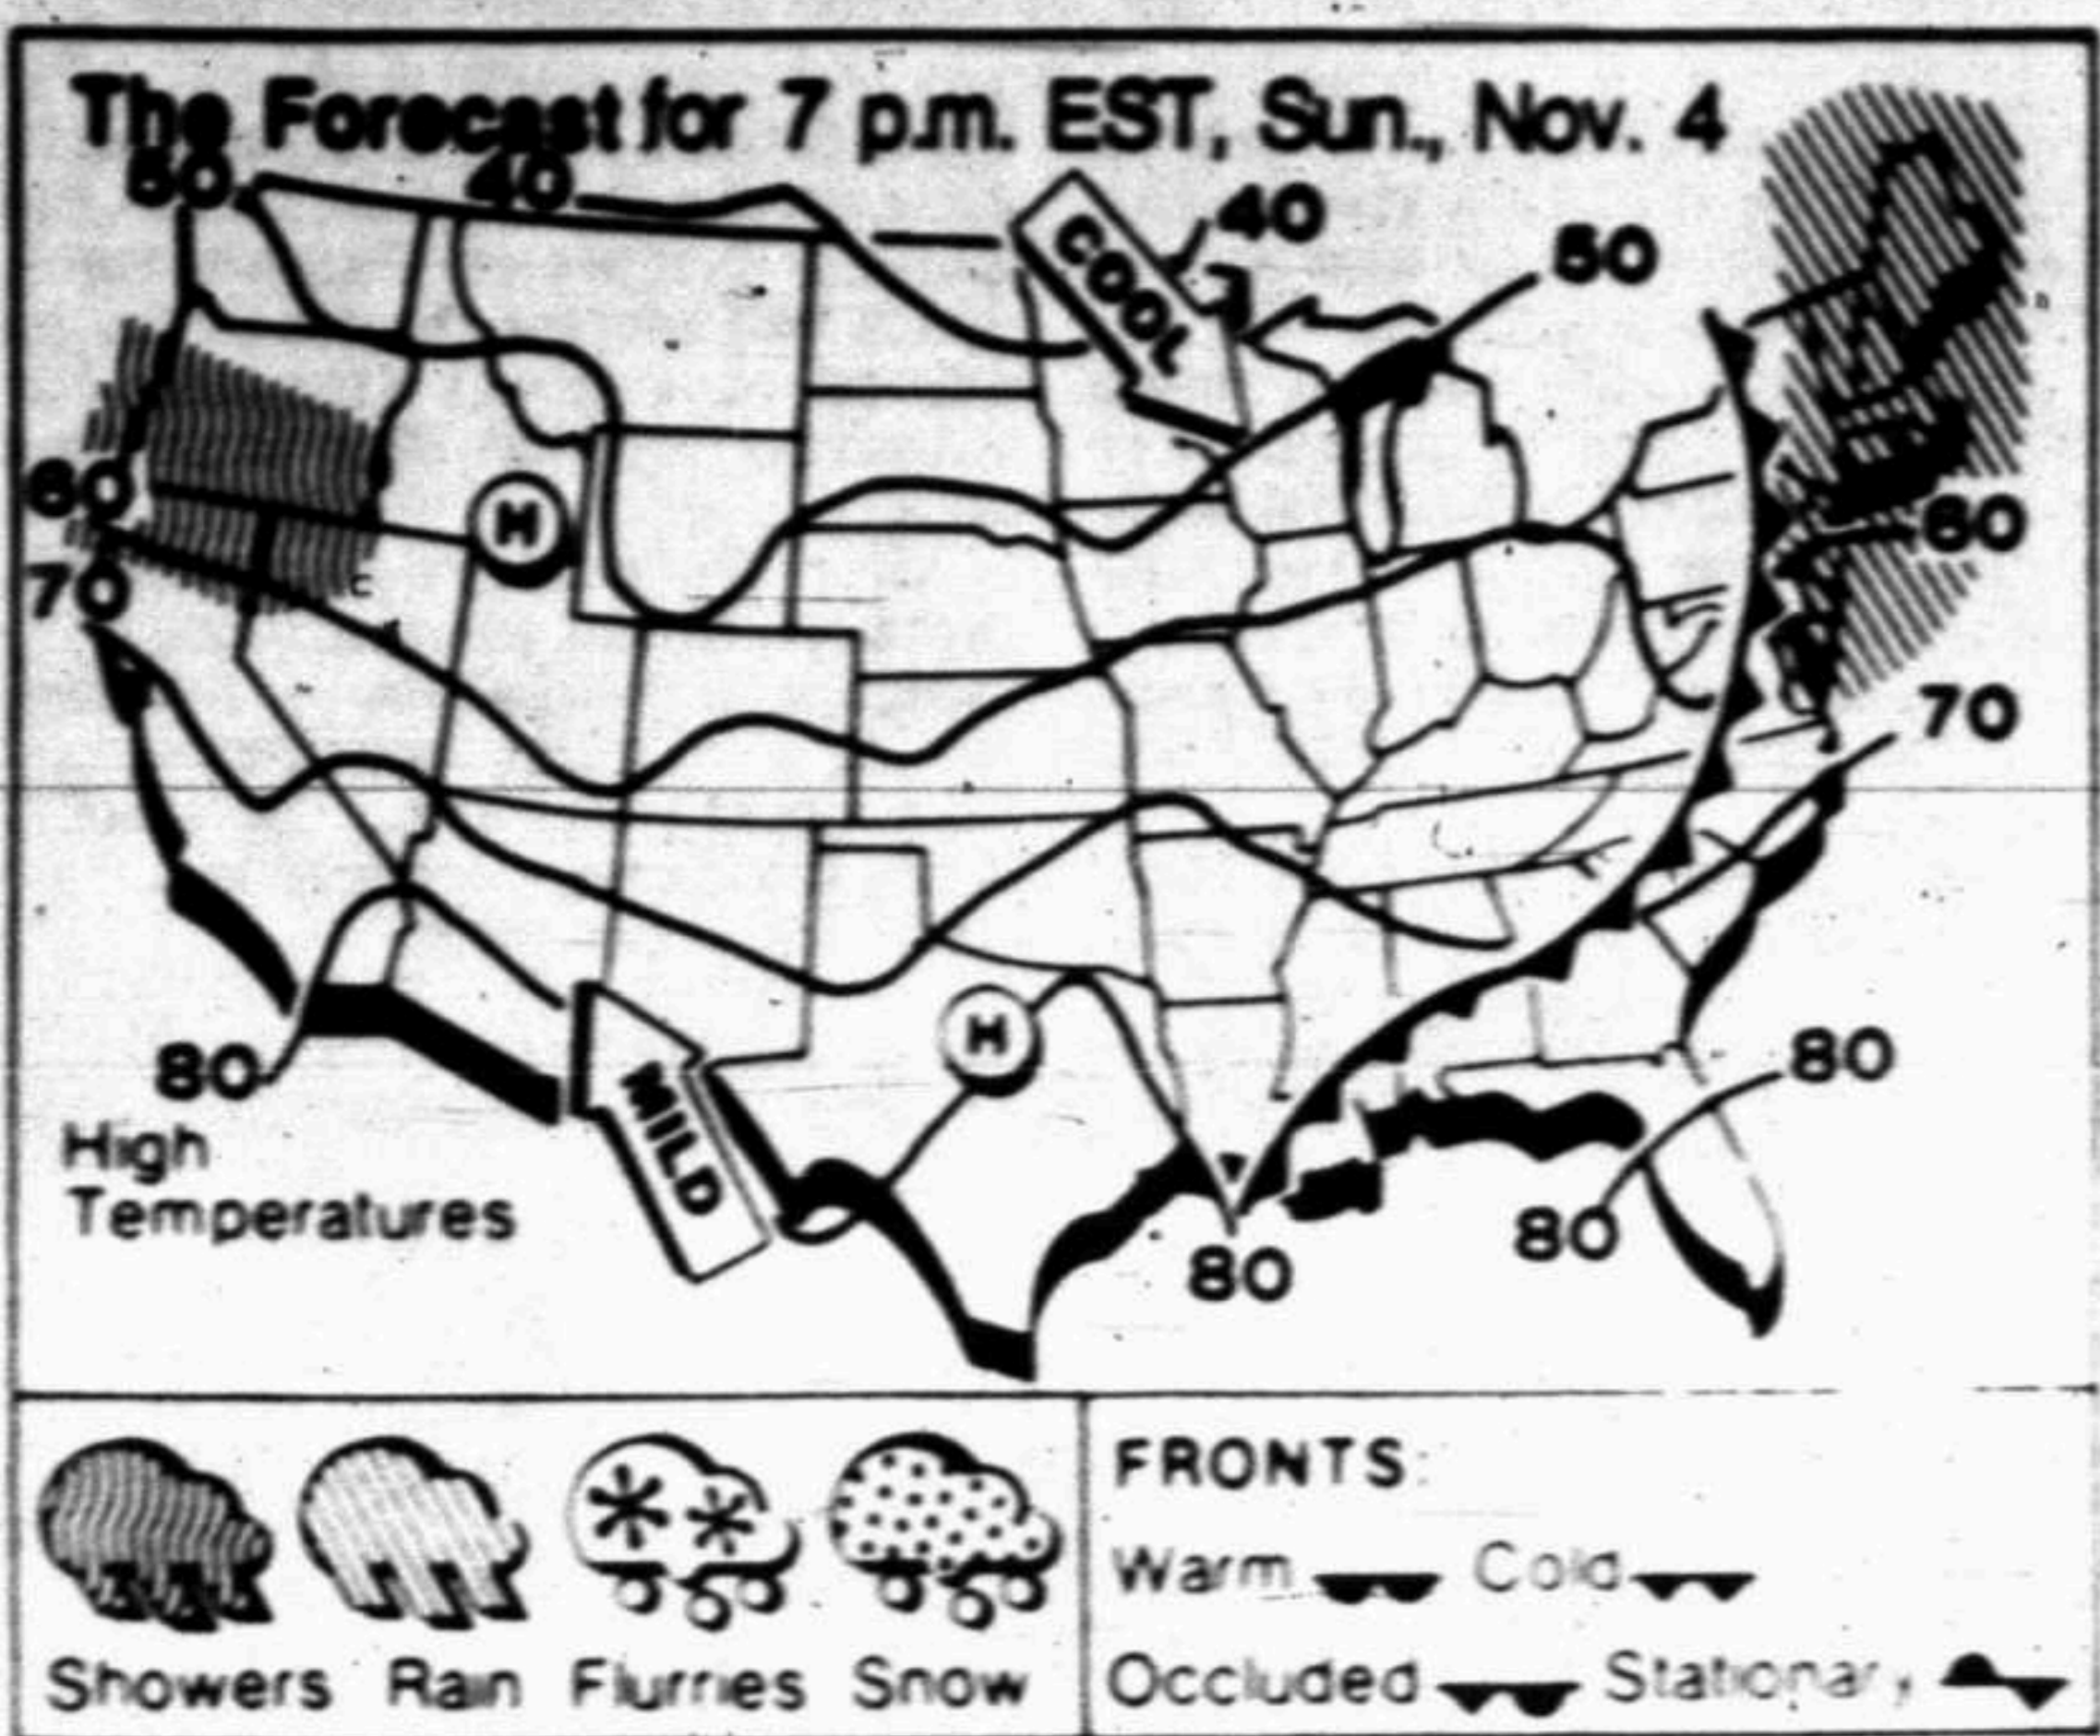 The Forecast for 7 p.m. EST, Sun., Nov. 4
50 40
40
50
COOL
60
H
60
70
70
H
80
80
MILD
80
80
High
Temperatures
FRONTS:
Warm Cold
Showers Rain Flurries Snow
Occluded Stationary